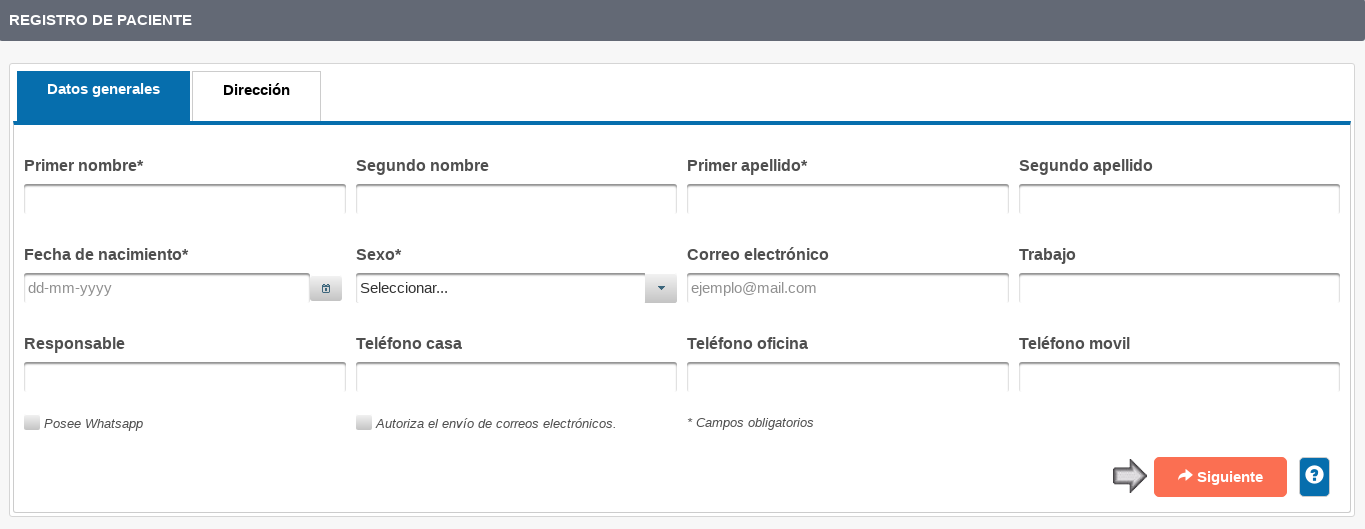 REGISTRO DE PACIENTE
Datos generales Dirección
Primer nombre* Segundo nombre Primer apellido* Segundo apellido
Fecha de nacimiento* Sexo* Correo electrónico Trabajo
dd-mm-yyyy Seleccionar... ejemplo@mail.com
Responsable Teléfono casa Teléfono oficina Teléfono movil
Posee Whatsapp Autoriza el envío de correos electrónicos. * Campos obligatorios
Siguiente ?